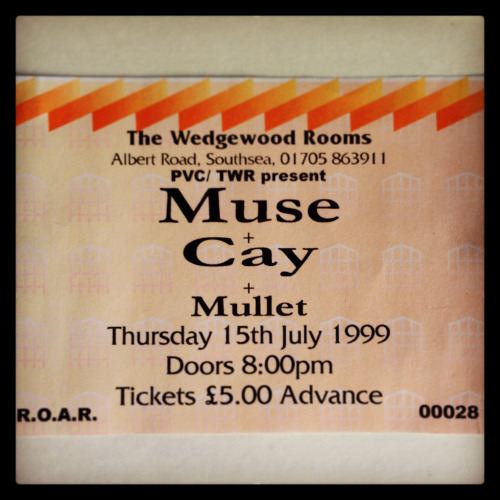 The Wedgewood Rooms
Albert Road, Southsea, 01705 863911
PVC/ TWR present
Muse
+
Cay
+
Mullet
Thursday 15th July 1999
Doors 8:00pm
Tickets £5.00 Advance
R.O.A.R. 00028